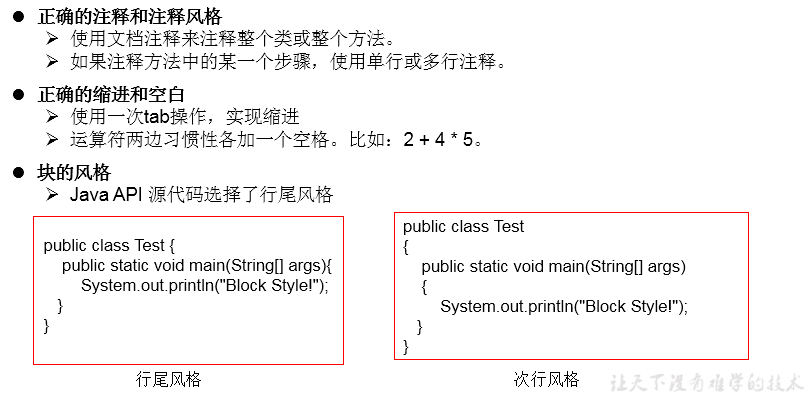 ● 正确的注释和注释风格
➢ 使用文档注释来注释整个类或整个方法。
➢ 如果注释方法中的某一个步骤，使用单行或多行注释。
● 正确的缩进和空白
➢ 使用一次tab操作，实现缩进
➢ 运算符两边习惯性各加一个空格。比如：2 + 4 * 5。
● 块的风格
➢ Java API 源代码选择了行尾风格
public class Test {
public static void main(String[] args){
System.out.println("Block Style!");
}
}
行尾风格
public class Test
{
public static void main(String[] args)
{
System.out.println("Block Style!");
}
}
次行风格
让天下没有难学的技术